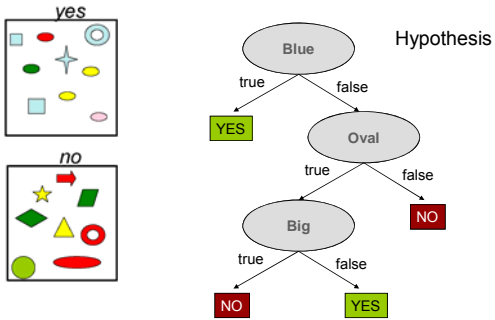 yes
no
Hypothesis
Blue
true
false
YES
Oval
true
false
Big
NO
true
false
NO
YES